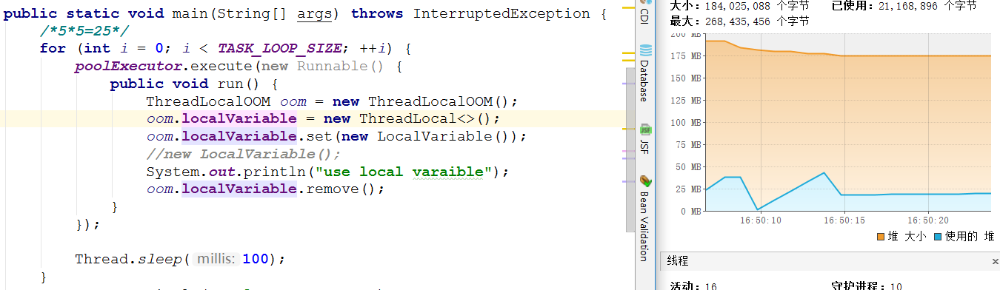 public static void main(String[] args) throws InterruptedException {
/*5*5=25*/
for (int i = 0; i < TASK_LOOP_SIZE; ++i) {
poolExecutor.execute(new Runnable() {
public void run() {
ThreadLocalOOM oom = new ThreadLocalOOM();
oom.localVariable = new ThreadLocal<>();
oom.localVariable.set(new LocalVariable());
//new LocalVariable();
System.out.println("use local varaible");
oom.localVariable.remove();
}
});
Thread.sleep( millis: 100);
}
CDI
Database
JSF
Bean Validation
大小：184,025,088 个字节 已使用：21,168,896 个字节
最大：268,435,456 个字节
200 MB
175 MB
150 MB
125 MB
100 MB
75 MB
50 MB
25 MB
0 MB
16:50:10 16:50:15 16:50:20
堆 大小 使用的 堆
线程 ×
活动：16 守护进程：10